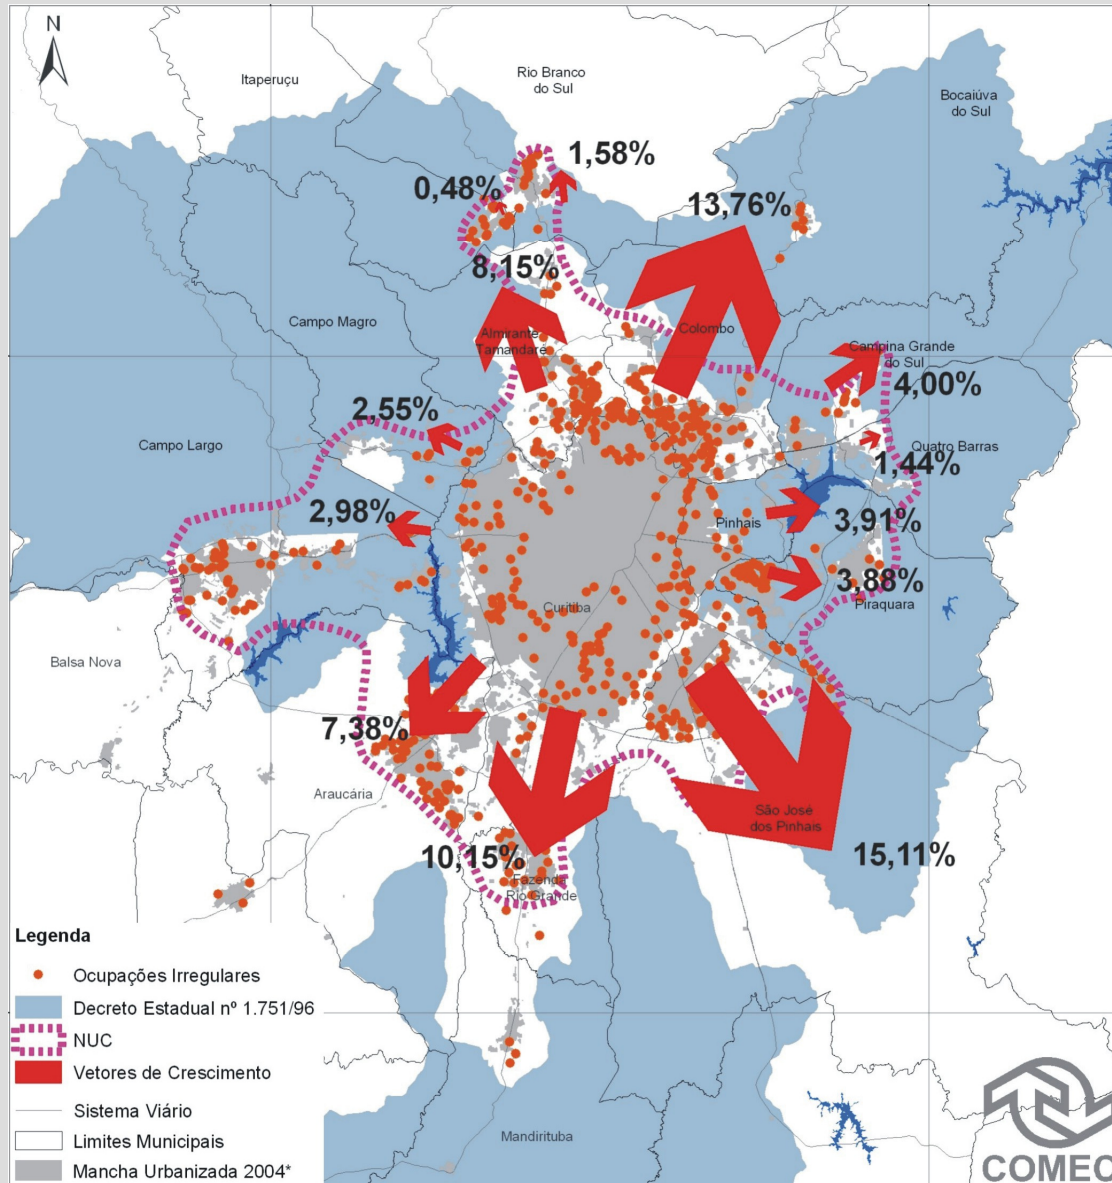 N
Itaperuçu
Rio Branco
do Sul
Bocaiúva
do Sul
1,58%
0,48%
13,76%
8,15%
Campo Magro
Almirante
Tamandaré
Colombo
Campina Grande
do Sul
4,00%
2,55%
Campo Largo
Quatro Barras
1,44%
2,98%
Pinhais
3,91%
3,88%
Piraquara
Curitiba
Balsa Nova
7,38%
Araucária
São José
dos Pinhais
10,15%
15,11%
Fazenda
Rio Grande
Legenda
Ocupações Irregulares
Decreto Estadual nº 1.751/96
NUC
Vetores de Crescimento
Sistema Viário
Limites Municipais
Mancha Urbanizada 2004*
Mandirituba
COMEC